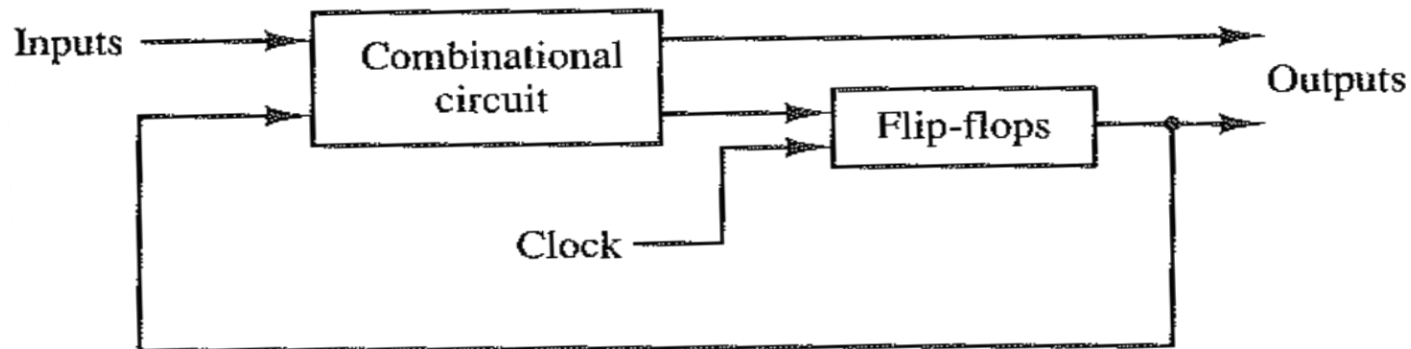 Inputs
Combinational
circuit
Outputs
Flip-flops
Clock